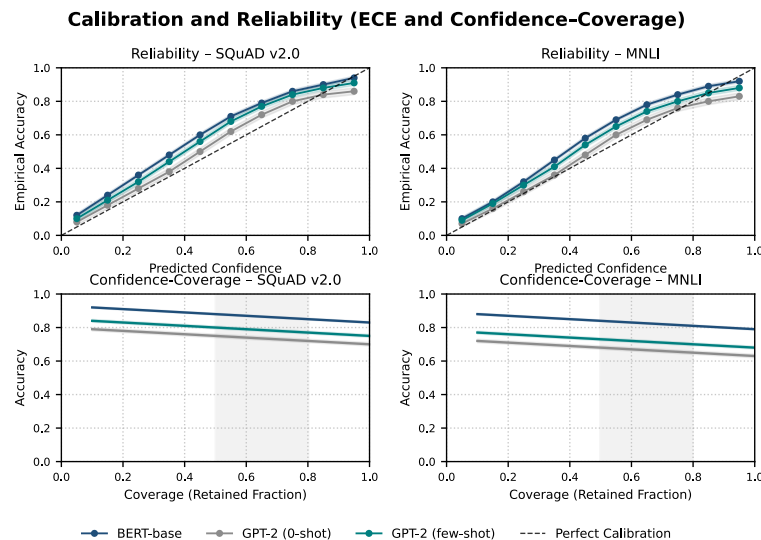 Calibration and Reliability (ECE and Confidence–Coverage)
Reliability – SQuAD v2.0
Reliability – MNLI
Empirical Accuracy
1.0
0.8
0.6
0.4
0.2
0.0
0.0 0.2 0.4 0.6 0.8 1.0
Predicted Confidence
Empirical Accuracy
1.0
0.8
0.6
0.4
0.2
0.0
0.0 0.2 0.4 0.6 0.8 1.0
Predicted Confidence
Confidence-Coverage – SQuAD v2.0
Confidence-Coverage – MNLI
Accuracy
1.0
0.8
0.6
0.4
0.2
0.0
0.0 0.2 0.4 0.6 0.8 1.0
Coverage (Retained Fraction)
Accuracy
1.0
0.8
0.6
0.4
0.2
0.0
0.0 0.2 0.4 0.6 0.8 1.0
Coverage (Retained Fraction)
BERT-base GPT-2 (0-shot) GPT-2 (few-shot) Perfect Calibration